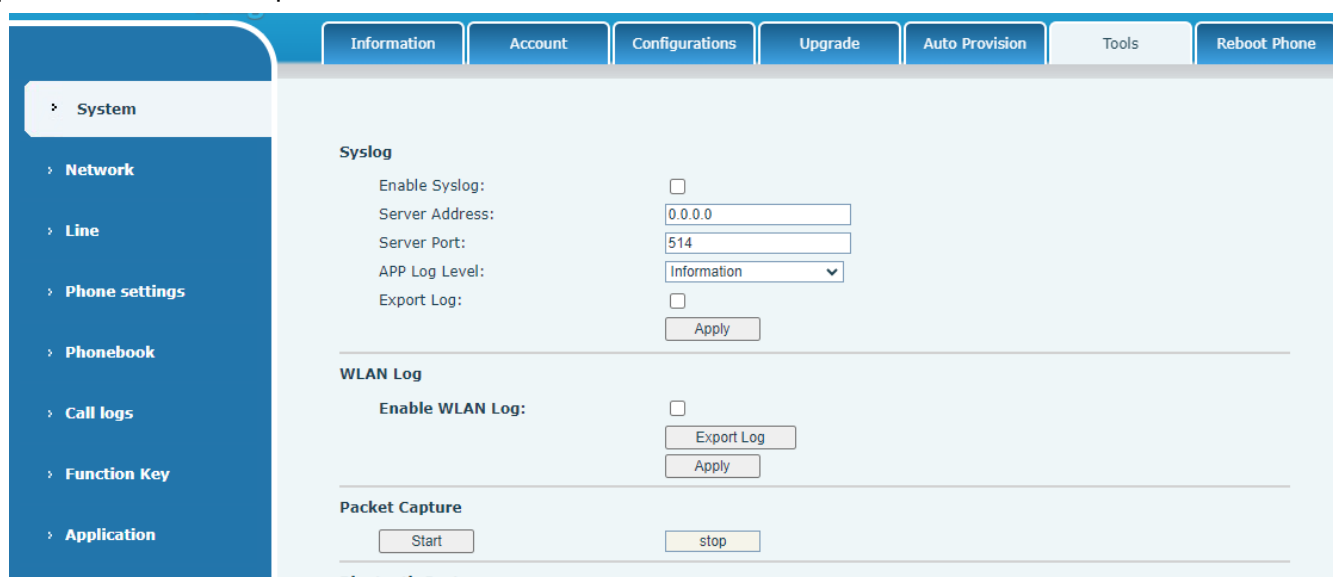 Information Account Configurations Upgrade Auto Provision Tools Reboot Phone
System
Network
Line
Phone settings
Phonebook
Call logs
Function Key
Application
Syslog
Enable Syslog:
Server Address: 0.0.0.0
Server Port: 514
APP Log Level: Information
Export Log:
Apply
WLAN Log
Enable WLAN Log:
Export Log
Apply
Packet Capture
Start stop